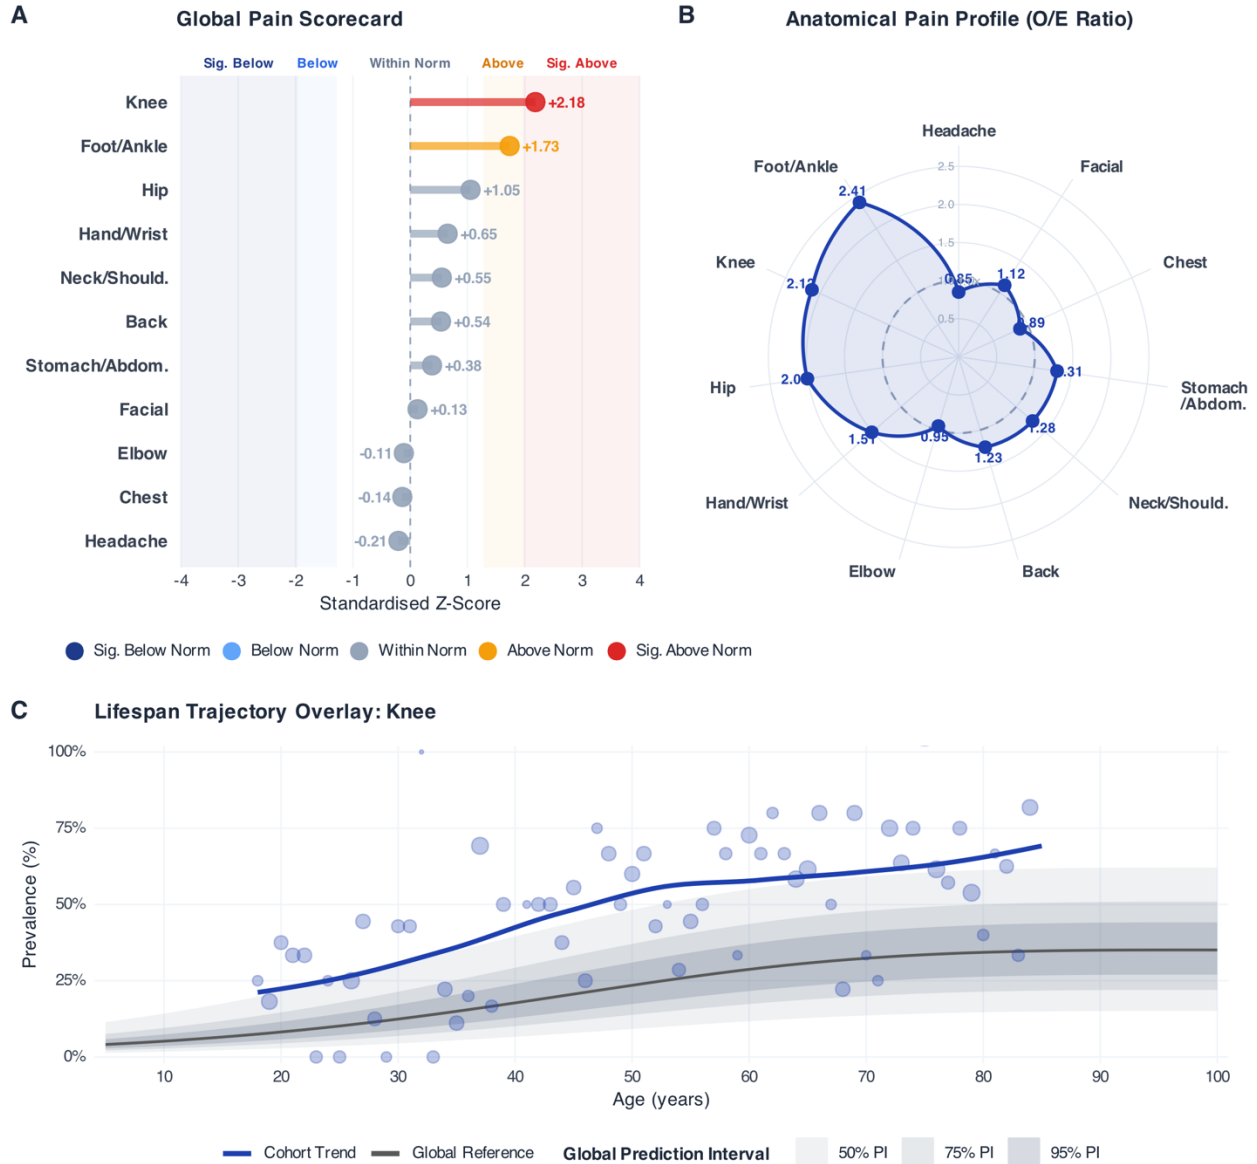 A
Global Pain Scorecard
Sig. Below
Below
Within Norm
Above
Sig. Above
Knee
+2.18
Foot/Ankle
+1.73
Hip
+1.05
Hand/Wrist
+0.65
Neck/Should.
+0.55
Back
+0.54
Stomach/Abdom.
+0.38
Facial
+0.13
Elbow
-0.11
Chest
-0.14
Headache
-0.21
-4 -3 -2 -1 0 1 2 3 4
Standardised Z-Score
Sig. Below Norm
Below Norm
Within Norm
Above Norm
Sig. Above Norm
B
Anatomical Pain Profile (O/E Ratio)
Headache
Foot/Ankle
Facial
Knee
Chest
Hip
Stomach
/Abdom.
Hand/Wrist
Neck/Should.
Elbow
Back
2.5
2.0
1.5
0.5
2.41
0.85
1.12
2.12
.89
2.0
.31
1.51
0.95
1.23
1.28
C
Lifespan Trajectory Overlay: Knee
100%
75%
50%
25%
0%
Prevalence (%)
10 20 30 40 50 60 70 80 90 100
Age (years)
Cohort Trend
Global Reference
Global Prediction Interval
50% PI
75% PI
95% PI